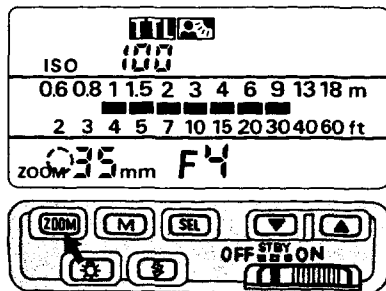 TTL
ISO 100
0.6 0.8 1 1.5 2 3 4 6 9 13 18 m
2 3 4 5 7 10 15 20 30 40 60 ft
ZOOM 35 mm F4
ZOOM M SEL ▼ ▲
OFF STBY ON